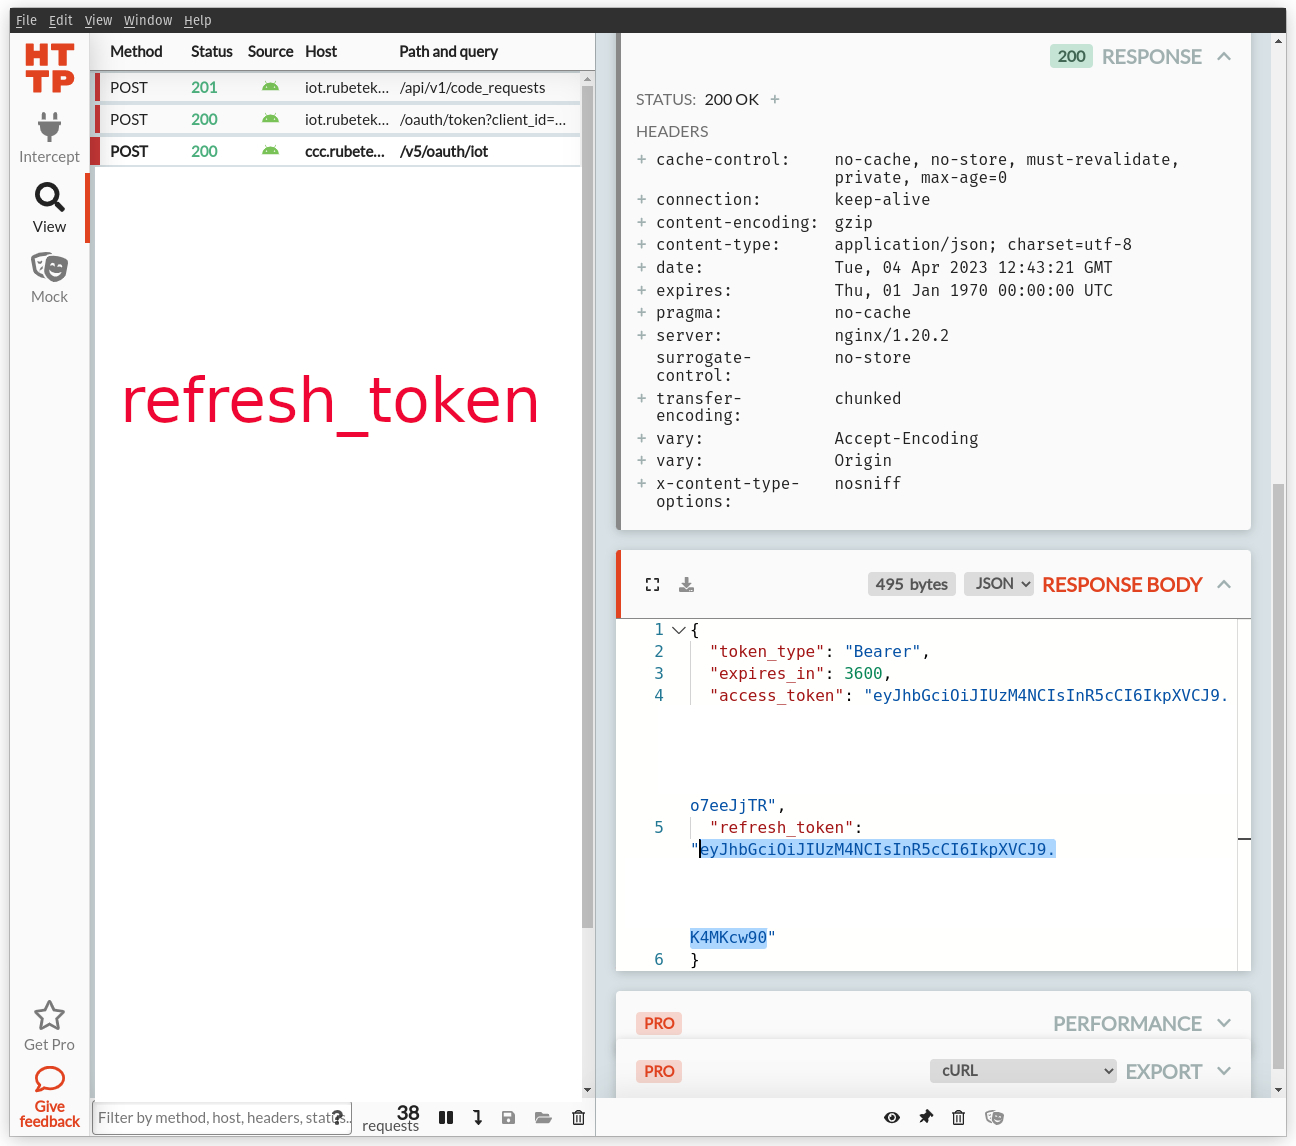 File Edit View Window Help
HT
TP
Intercept
View
Mock
Get Pro
Give
feedback
Method Status Source Host Path and query
POST 201 iot.rubetek... /api/v1/code_requests
POST 200 iot.rubetek... /oauth/token?client_id=...
POST 200 ccc.rubete... /v5/oauth/iot
refresh_token
Filter by method, host, headers, status... ?
38
requests
200 RESPONSE
STATUS: 200 OK +
HEADERS
+ cache-control: no-cache, no-store, must-revalidate,
private, max-age=0
+ connection: keep-alive
+ content-encoding: gzip
+ content-type: application/json; charset=utf-8
+ date: Tue, 04 Apr 2023 12:43:21 GMT
+ expires: Thu, 01 Jan 1970 00:00:00 UTC
+ pragma: no-cache
+ server: nginx/1.20.2
surrogate- no-store
control:
+ transfer- chunked
encoding:
+ vary: Accept-Encoding
+ vary: Origin
+ x-content-type- nosniff
options:
495 bytes JSON RESPONSE BODY
1 {
2 "token_type": "Bearer",
3 "expires_in": 3600,
4 "access_token": "eyJhbGciOiJIUzM4NCIsInR5cCI6IkpXVCJ9.
o7eeJjTR",
5 "refresh_token":
"eyJhbGciOiJIUzM4NCIsInR5cCI6IkpXVCJ9.
K4MKcw90"
6 }
PRO PERFORMANCE
PRO cURL EXPORT